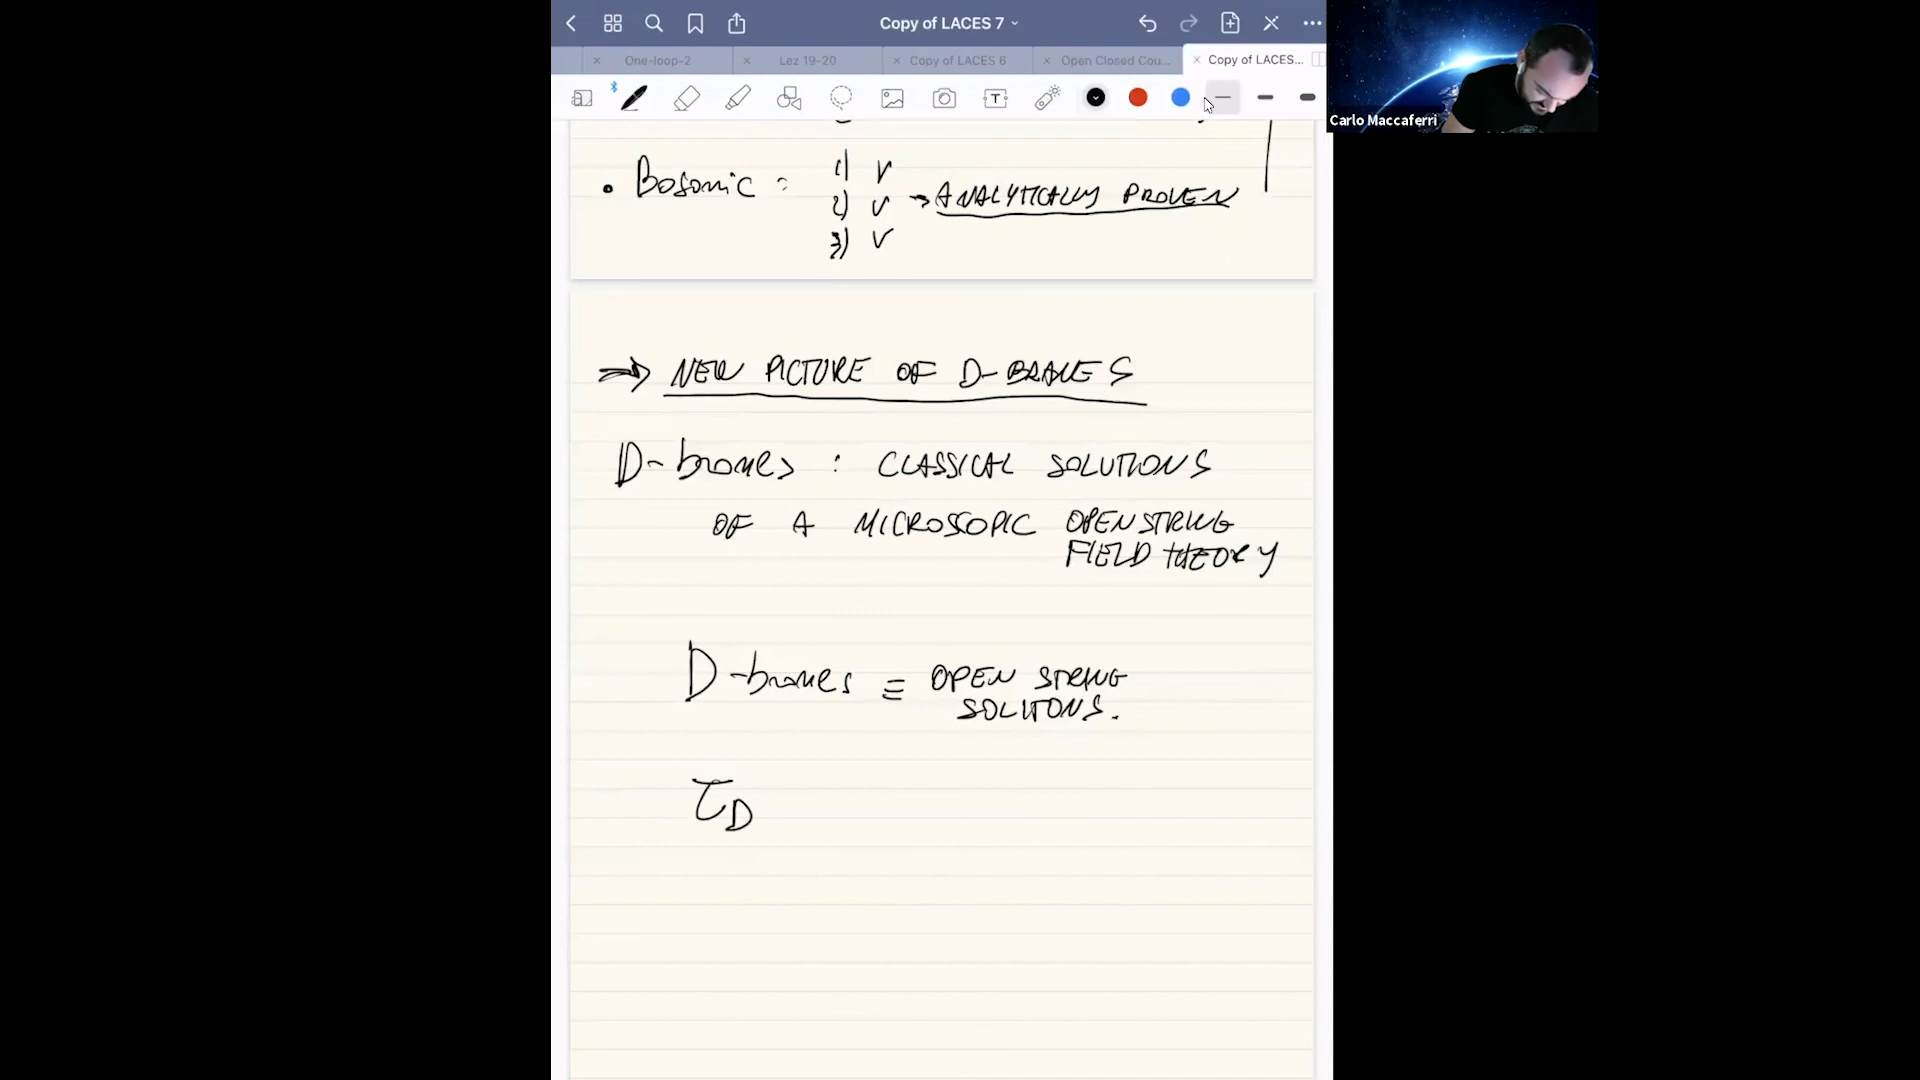 Copy of LACES 7
One-loop-2
Lez 19-20
Copy of LACES 6
Open Closed Cou...
Copy of LACES...
T
Carlo Maccaferri
• Bosonic :
1) V
2) V → ANALYTICALLY PROVEN
3) V
⇒ NEW PICTURE OF D-BRANES
D-branes : CLASSICAL SOLUTIONS
OF A MICROSCOPIC OPEN STRING
FIELD THEORY
D-branes ≡ OPEN STRING
SOLITONS.
τ_D